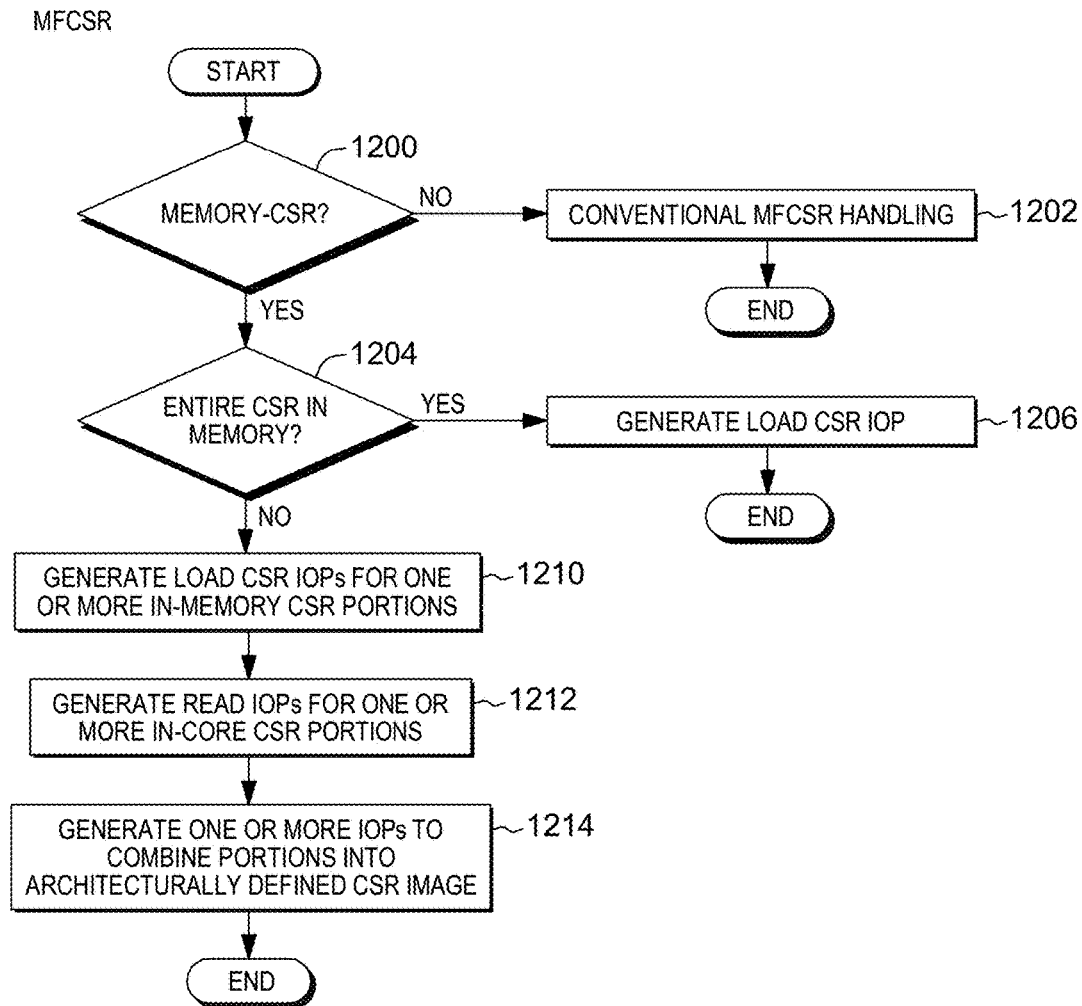 MFCSR
START
1200
MEMORY-CSR?
NO
CONVENTIONAL MFCSR HANDLING
1202
END
YES
1204
ENTIRE CSR IN
MEMORY?
YES
GENERATE LOAD CSR IOP
1206
END
NO
GENERATE LOAD CSR IOPs FOR ONE
OR MORE IN-MEMORY CSR PORTIONS
1210
GENERATE READ IOPs FOR ONE OR
MORE IN-CORE CSR PORTIONS
1212
GENERATE ONE OR MORE IOPs TO
COMBINE PORTIONS INTO
ARCHITECTURALLY DEFINED CSR IMAGE
1214
END